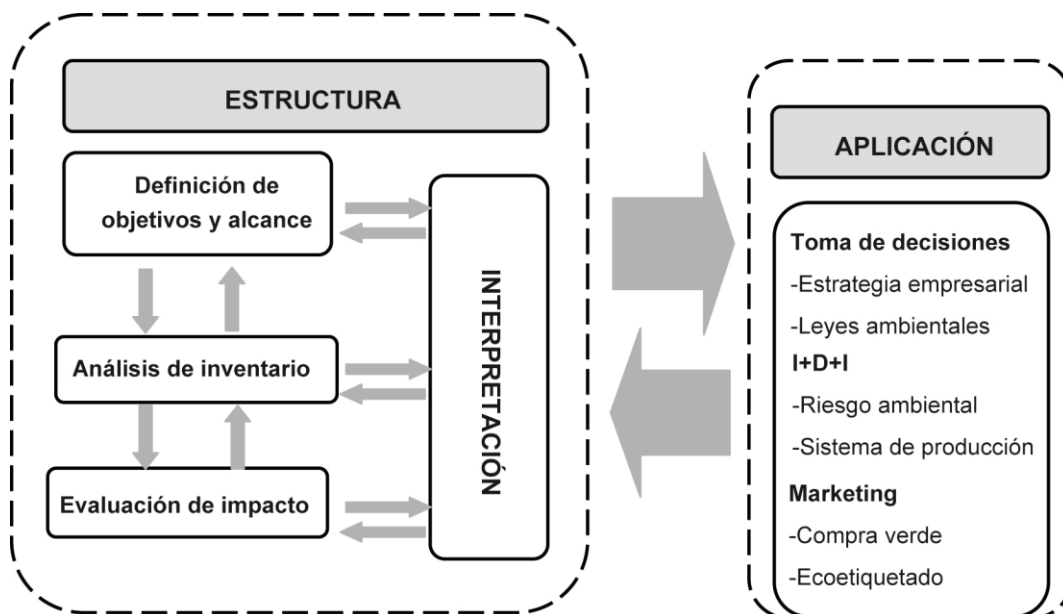 ESTRUCTURA
Definición de
objetivos y alcance
Análisis de inventario
Evaluación de impacto
INTERPRETACIÓN
APLICACIÓN
Toma de decisiones
-Estrategia empresarial
-Leyes ambientales
I+D+I
-Riesgo ambiental
-Sistema de producción
Marketing
-Compra verde
-Ecoetiquetado